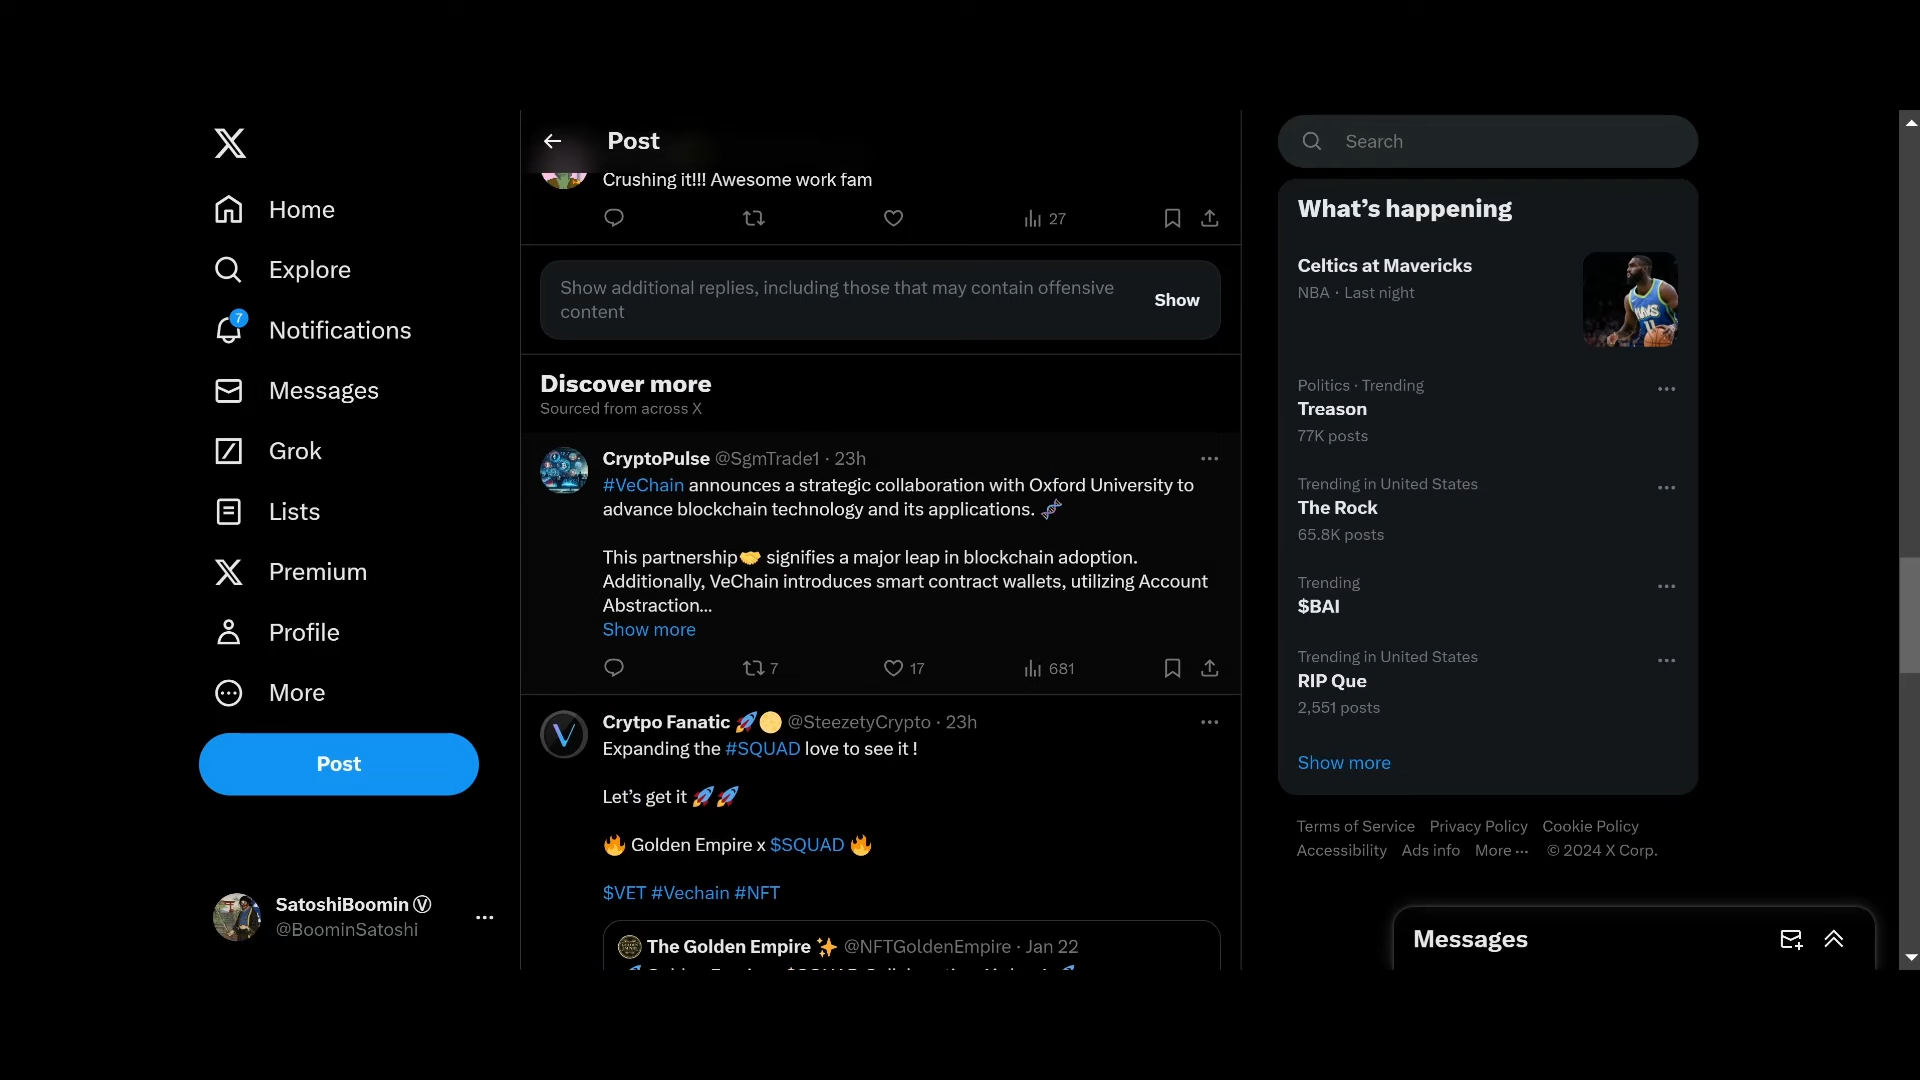 Home
Explore
7
Notifications
Messages
Grok
Lists
Premium
Profile
More
Post
SatoshiBoomin Ⓥ
@BoominSatoshi
Post
Crushing it!!! Awesome work fam
27
Show additional replies, including those that may contain offensive
content
Show
Discover more
Sourced from across X
CryptoPulse @SgmTrade1 · 23h
#VeChain announces a strategic collaboration with Oxford University to
advance blockchain technology and its applications. 🧬
This partnership🤝 signifies a major leap in blockchain adoption.
Additionally, VeChain introduces smart contract wallets, utilizing Account
Abstraction...
Show more
7 17 681
Crytpo Fanatic 🚀🌕 @SteezetyCrypto · 23h
Expanding the #SQUAD love to see it !
Let's get it 🚀🚀
🔥 Golden Empire x $SQUAD 🔥
$VET #Vechain #NFT
The Golden Empire ✨ @NFTGoldenEmpire · Jan 22
Search
What's happening
Celtics at Mavericks
NBA · Last night
Politics · Trending
Treason
77K posts
Trending in United States
The Rock
65.8K posts
Trending
$BAI
Trending in United States
RIP Que
2,551 posts
Show more
Terms of Service Privacy Policy Cookie Policy
Accessibility Ads info More ··· © 2024 X Corp.
Messages